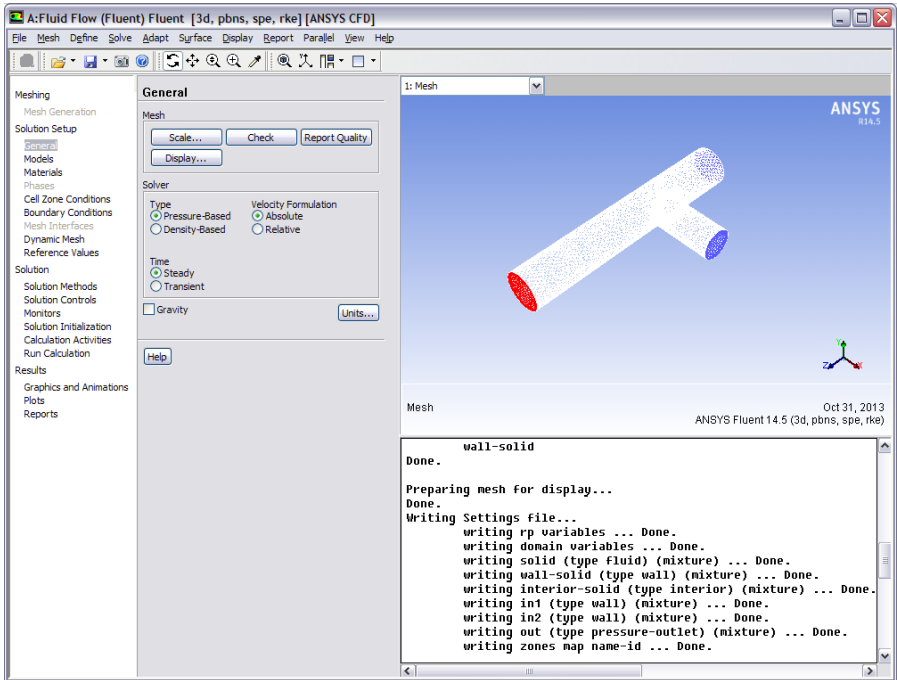 A:Fluid Flow (Fluent) Fluent [3d, pbns, spe, rke] [ANSYS CFD]
File Mesh Define Solve Adapt Surface Display Report Parallel View Help
Meshing
Mesh Generation
Solution Setup
General
Models
Materials
Phases
Cell Zone Conditions
Boundary Conditions
Mesh Interfaces
Dynamic Mesh
Reference Values
Solution
Solution Methods
Solution Controls
Monitors
Solution Initialization
Calculation Activities
Run Calculation
Results
Graphics and Animations
Plots
Reports
General
Mesh
Scale... Check Report Quality
Display...
Solver
Type Velocity Formulation
Pressure-Based Absolute
Density-Based Relative
Time
Steady
Transient
Gravity Units...
Help
1: Mesh
ANSYS
R14.5
Y
Z X
Mesh Oct 31, 2013
ANSYS Fluent 14.5 (3d, pbns, spe, rke)
wall-solid
Done.
Preparing mesh for display...
Done.
Writing Settings file...
writing rp variables ... Done.
writing domain variables ... Done.
writing solid (type fluid) (mixture) ... Done.
writing wall-solid (type wall) (mixture) ... Done.
writing interior-solid (type interior) (mixture) ... Done.
writing in1 (type wall) (mixture) ... Done.
writing in2 (type wall) (mixture) ... Done.
writing out (type pressure-outlet) (mixture) ... Done.
writing zones map name-id ... Done.